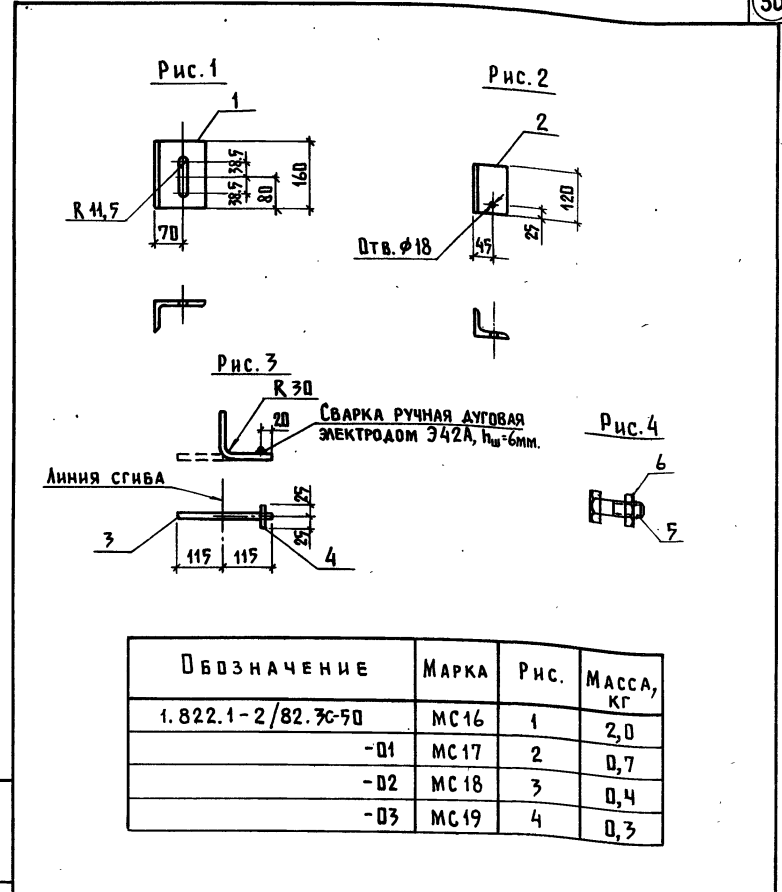 50
Рис. 1
1
R 11,5
70
38.5
38.5
80
160
Рис. 2
2
Отв. ϕ18
45
25
120
Рис. 3
R 30
20
Сварка ручная дуговая
электродом Э42А, hш=6мм.
Линия сгиба
25
25
3
4
115
115
Рис. 4
6
5
Обозначение Марка Рис. Масса, кг
1.822.1-2/82.3С-50 МС16 1 2,0
-01 МС17 2 0,7
-02 МС18 3 0,4
-03 МС19 4 0,3